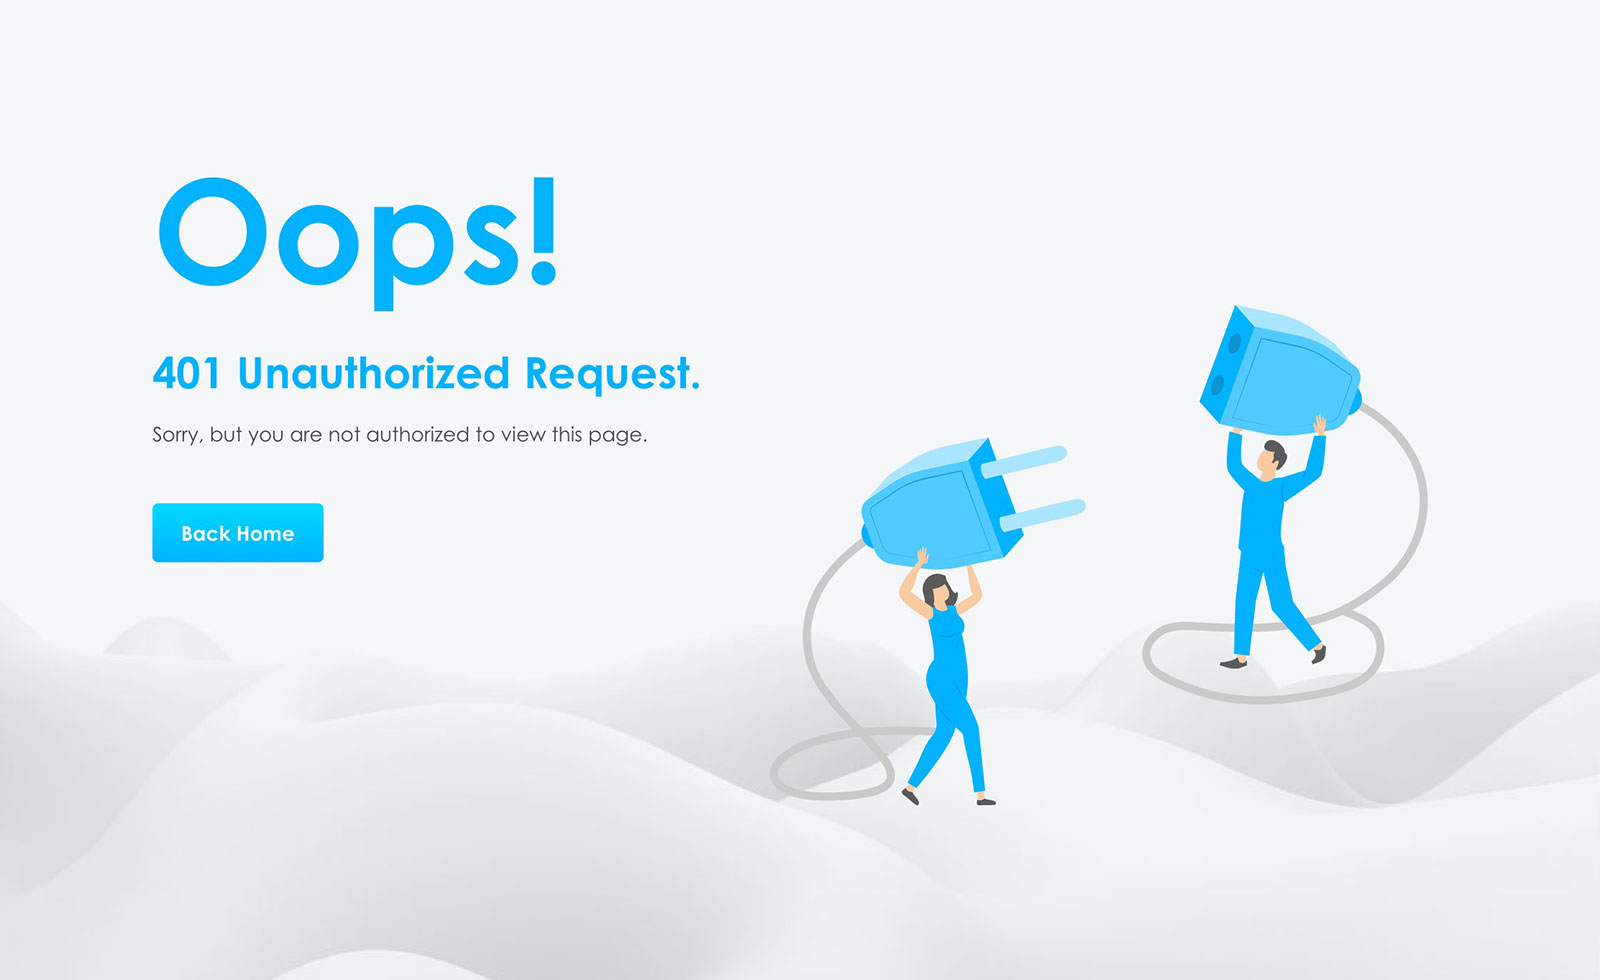 Oops!
401 Unauthorized Request.
Sorry, but you are not authorized to view this page.
Back Home